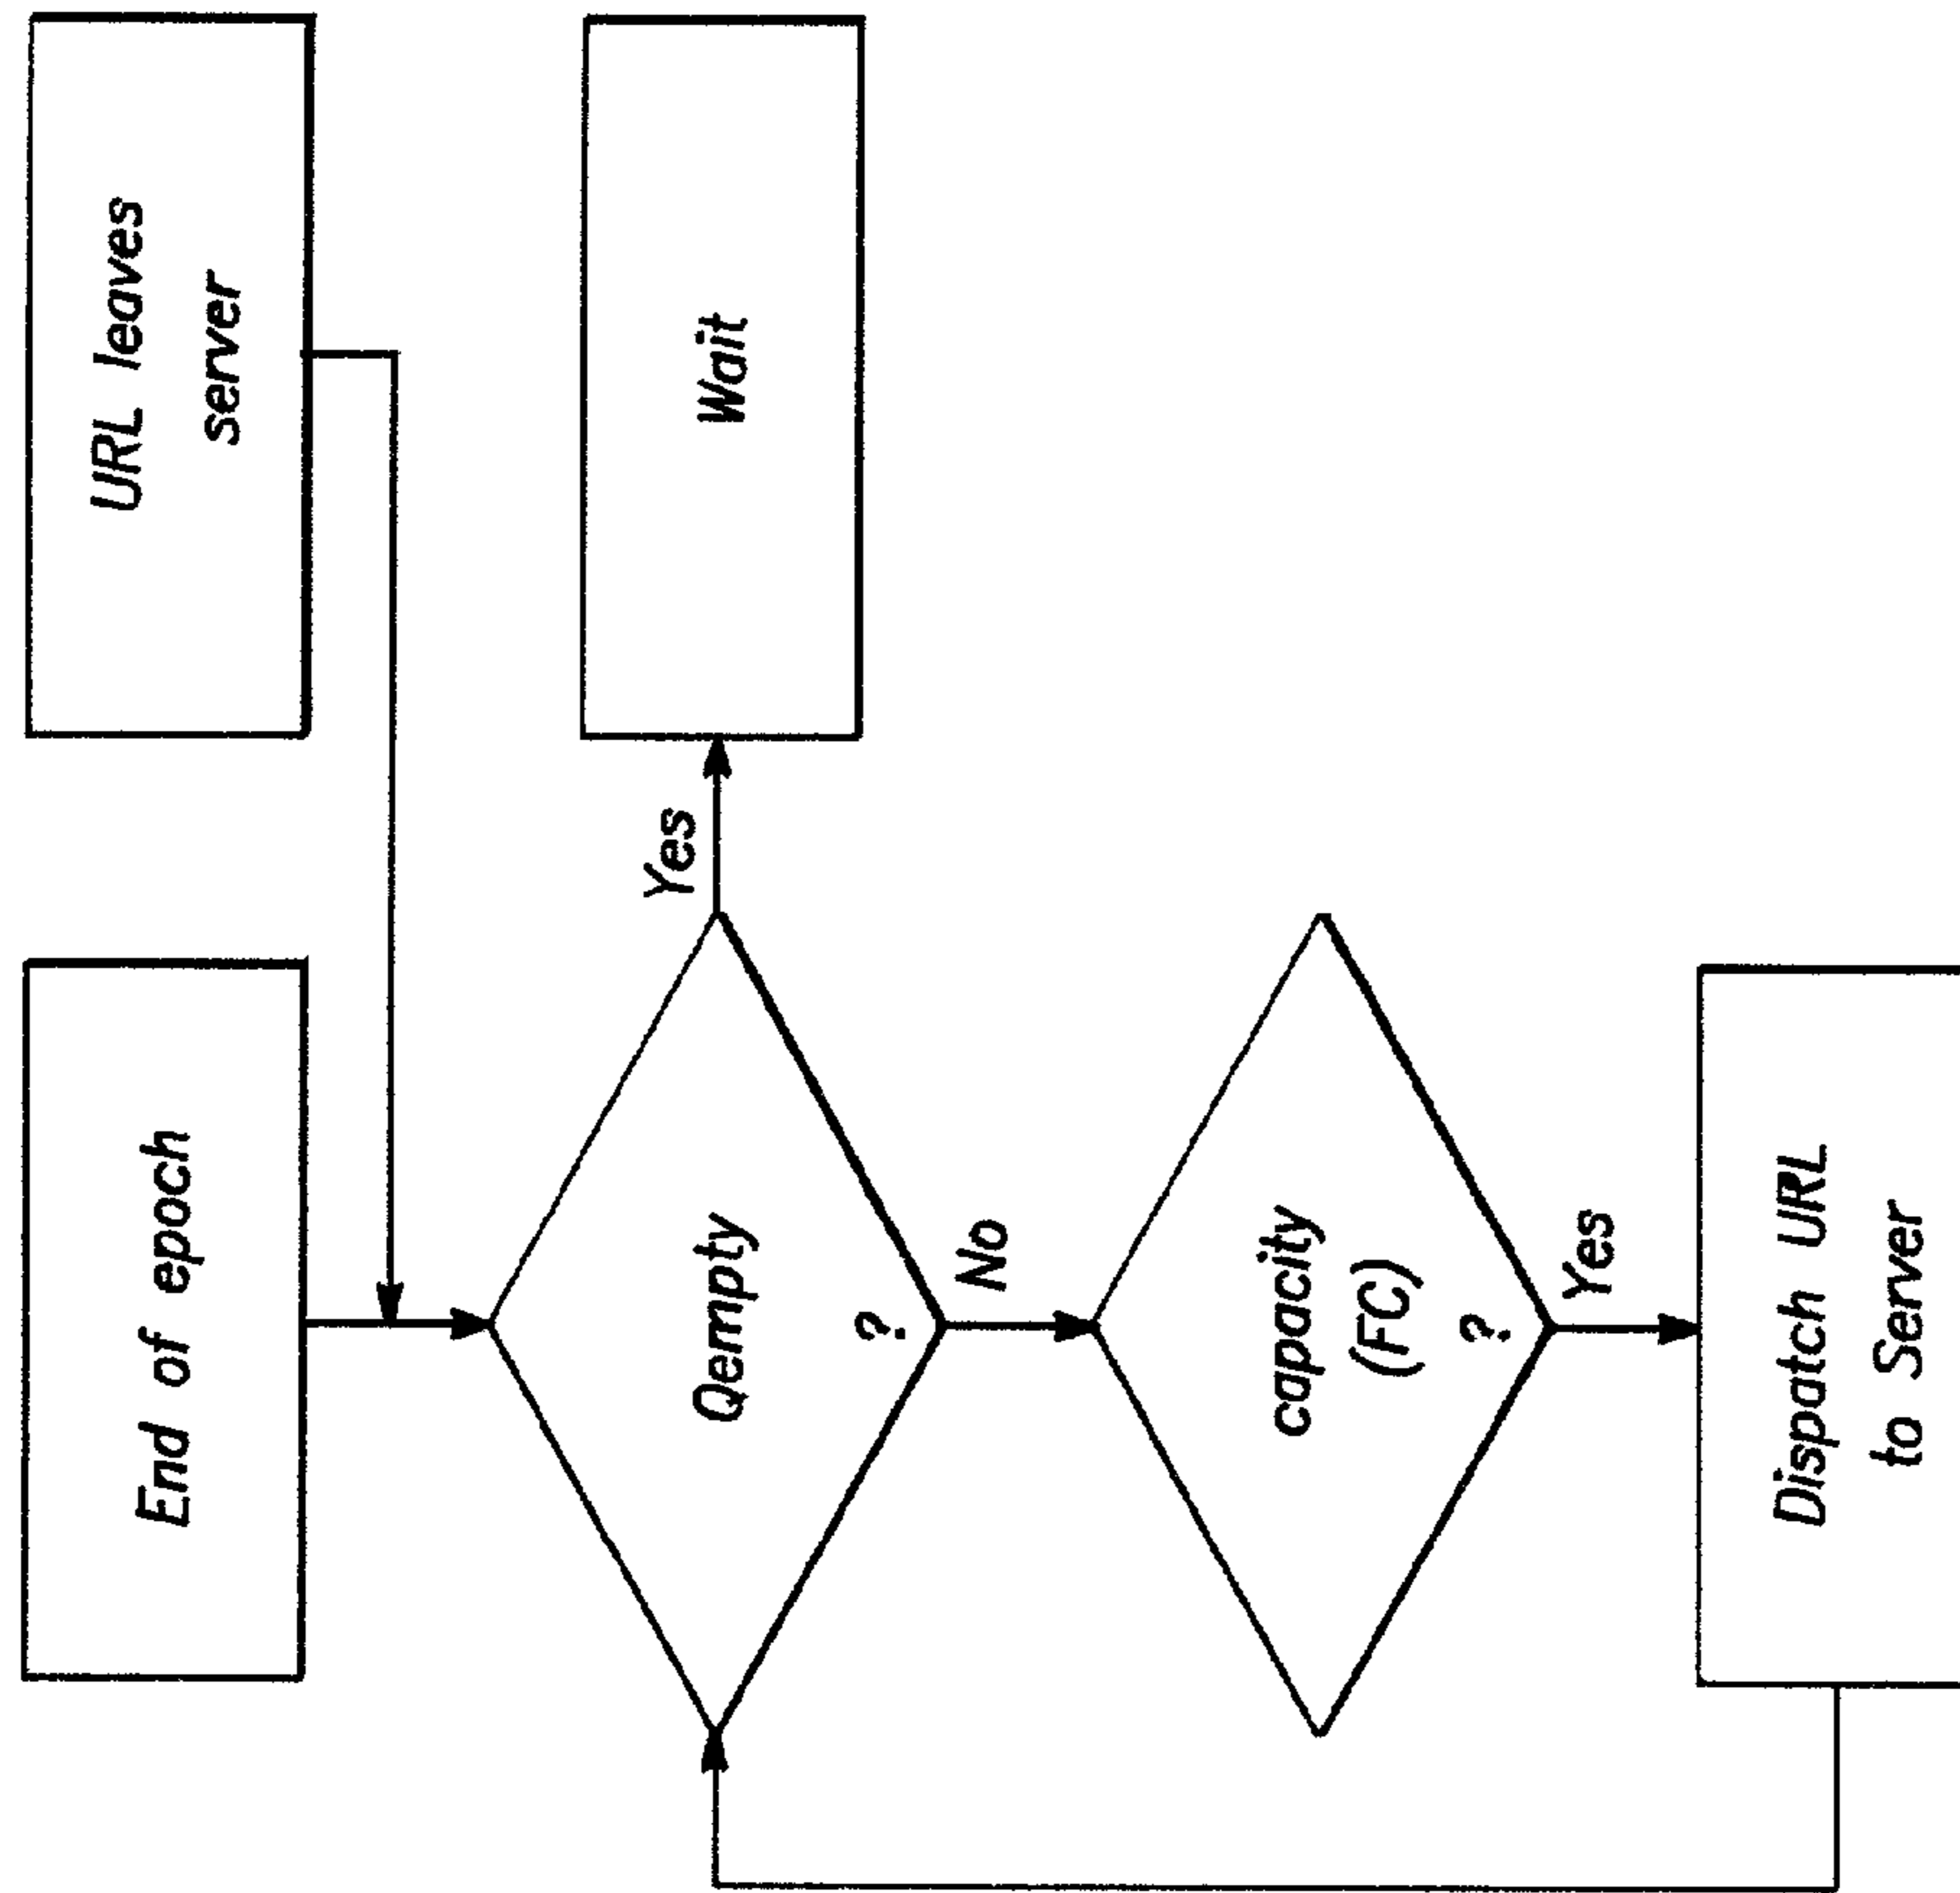 End of epoch
URL leaves
server
Qempty
?
Yes
Wait
No
capacity
(FC)
?
Yes
Dispatch URL
to Server